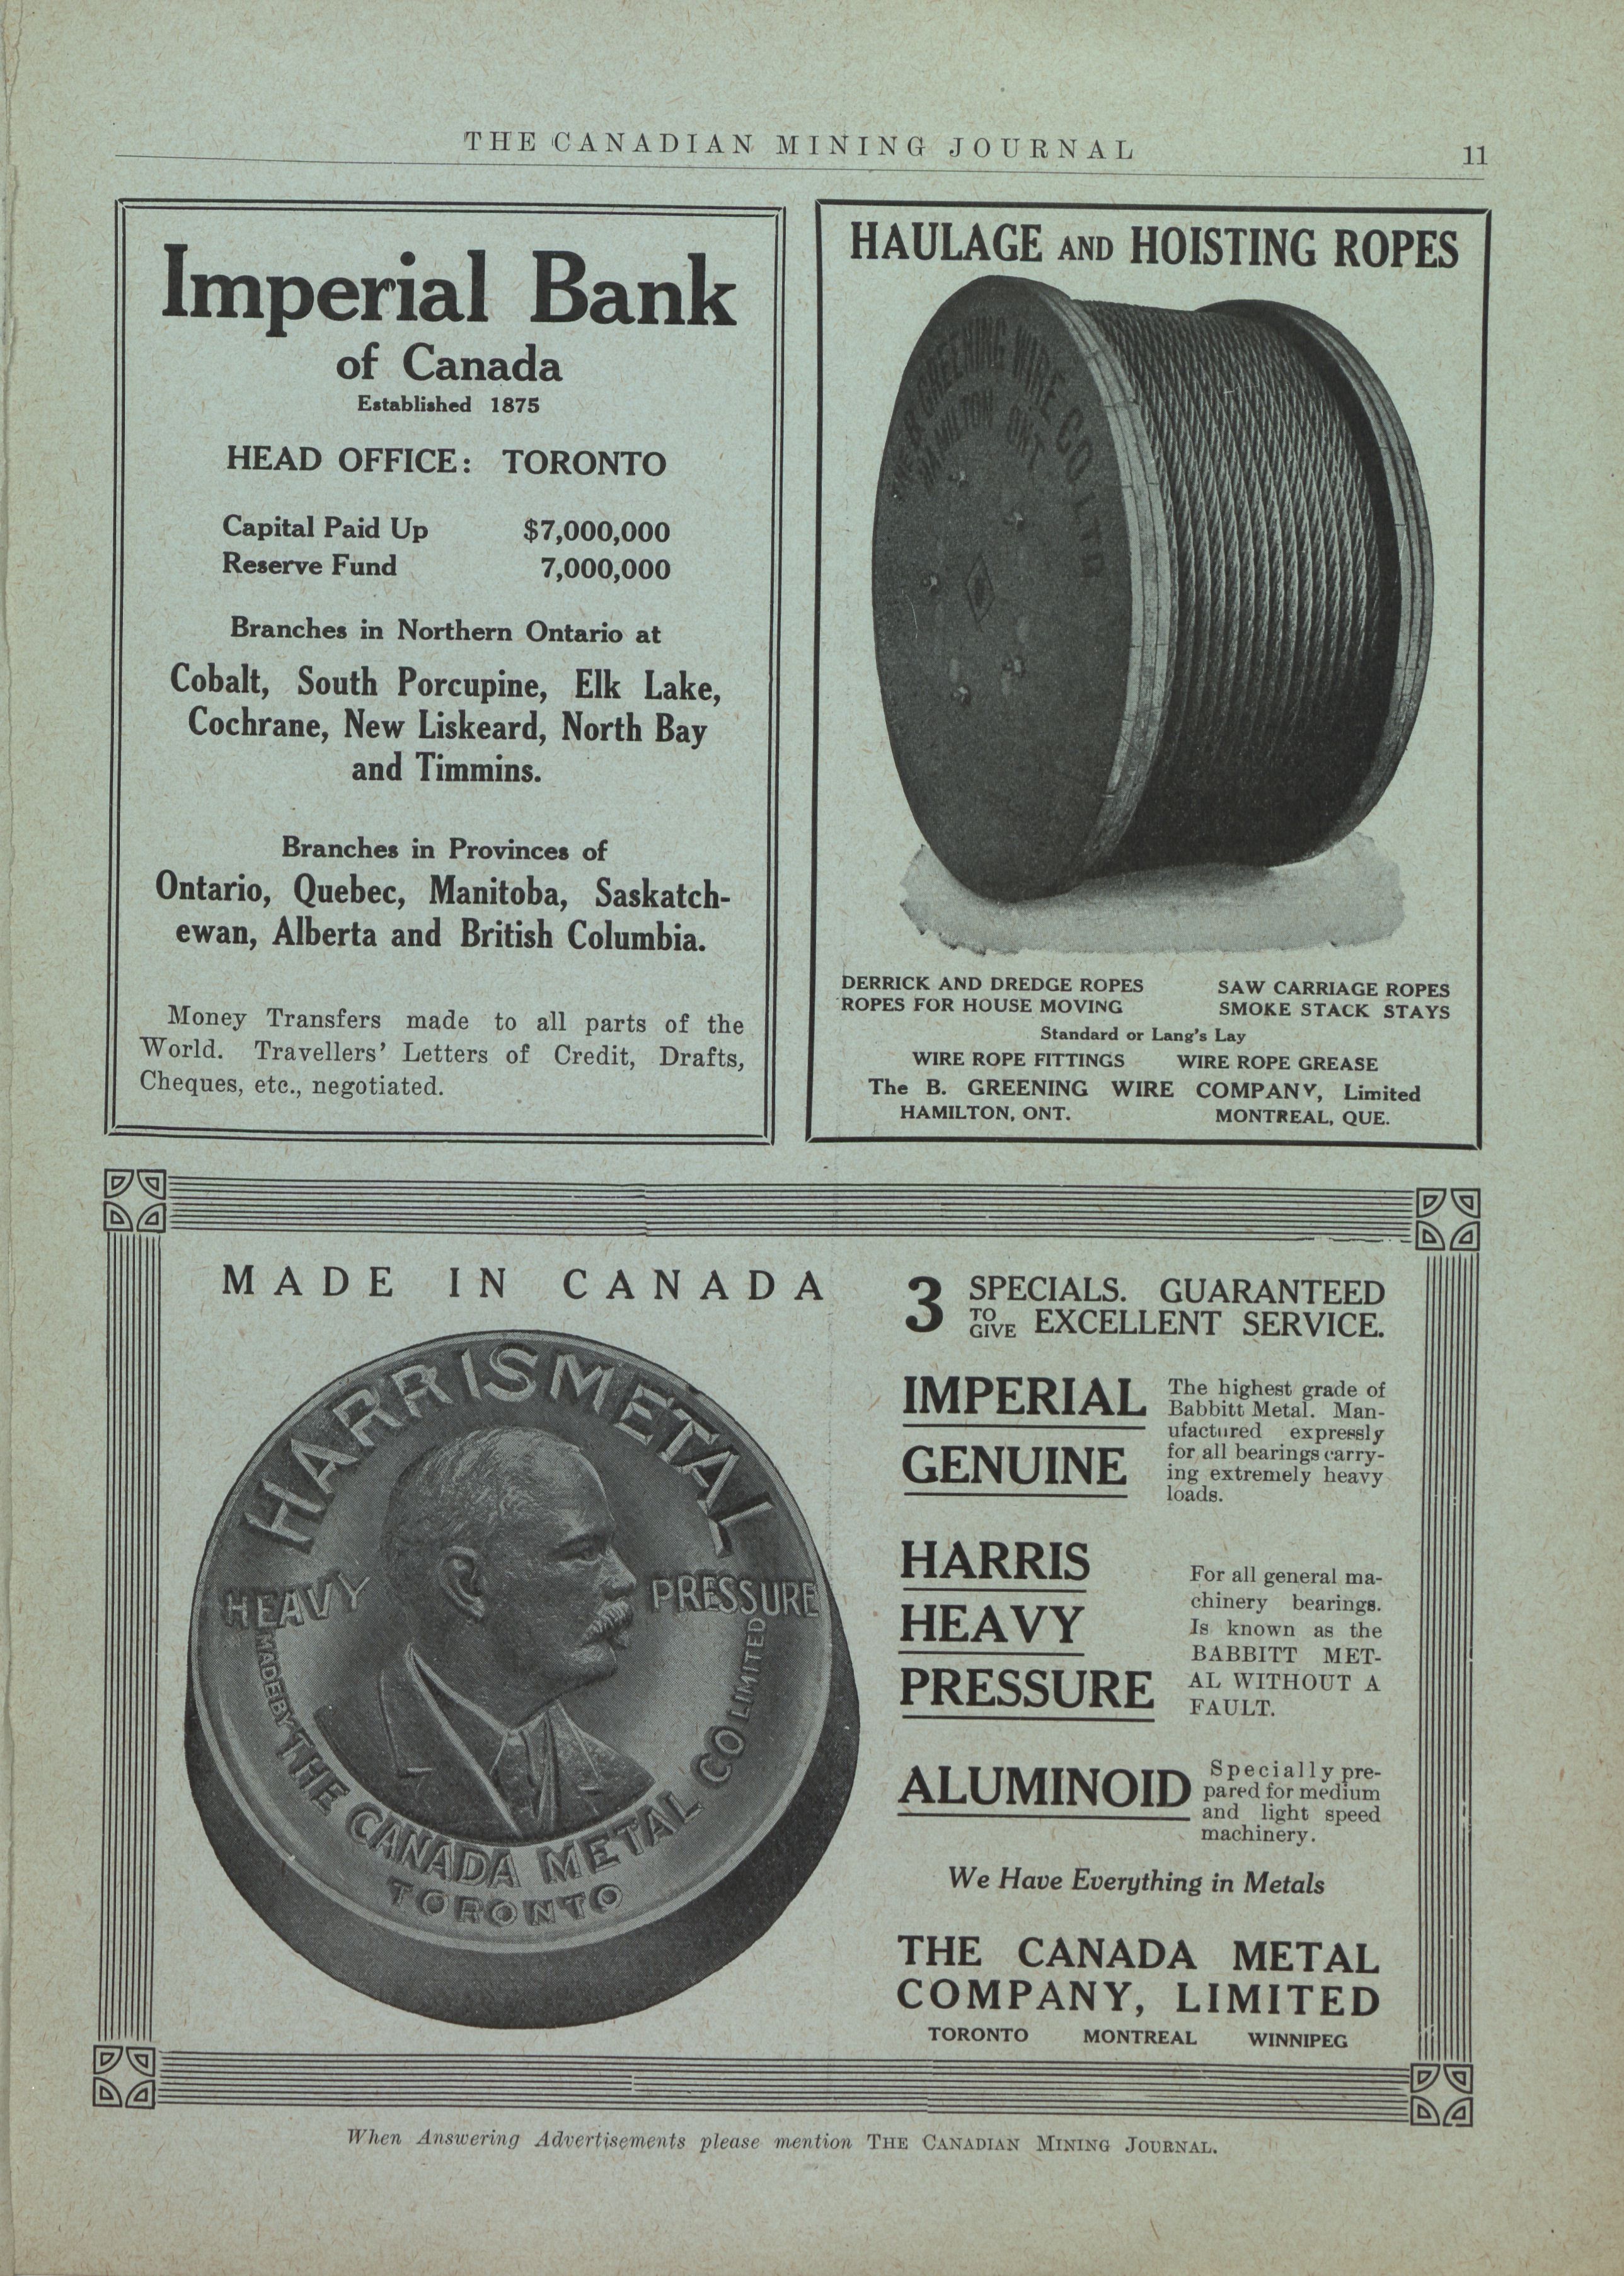 THE CANADIAN MINING JOURNAL
11
Imperial Bank
of Canada
Established 1875
HEAD OFFICE: TORONTO
Capital Paid Up $7,000,000
Reserve Fund 7,000,000
Branches in Northern Ontario at
Cobalt, South Porcupine, Elk Lake,
Cochrane, New Liskeard, North Bay
and Timmins.
Branches in Provinces of
Ontario, Quebec, Manitoba, Saskatch-
ewan, Alberta and British Columbia.
Money Transfers made to all parts of the
World. Travellers' Letters of Credit, Drafts,
Cheques, etc., negotiated.
HAULAGE AND HOISTING ROPES
B. GREENING WIRE CO. LTD
HAMILTON ONT.
DERRICK AND DREDGE ROPES SAW CARRIAGE ROPES
ROPES FOR HOUSE MOVING SMOKE STACK STAYS
Standard or Lang's Lay
WIRE ROPE FITTINGS WIRE ROPE GREASE
The B. GREENING WIRE COMPANY, Limited
HAMILTON, ONT. MONTREAL, QUE.
MADE IN CANADA
HARRISMETAL
HEAVY PRESSURE
MADE BY THE CANADA METAL CO LIMITED
TORONTO
3 SPECIALS. GUARANTEED
TO GIVE EXCELLENT SERVICE.
IMPERIAL
GENUINE
The highest grade of
Babbitt Metal. Man-
ufactured expressly
for all bearings carry-
ing extremely heavy
loads.
HARRIS
HEAVY
PRESSURE
For all general ma-
chinery bearings.
Is known as the
BABBITT MET-
AL WITHOUT A
FAULT.
ALUMINOID
Specially pre-
pared for medium
and light speed
machinery.
We Have Everything in Metals
THE CANADA METAL
COMPANY, LIMITED
TORONTO MONTREAL WINNIPEG
When Answering Advertisements please mention THE CANADIAN MINING JOURNAL.